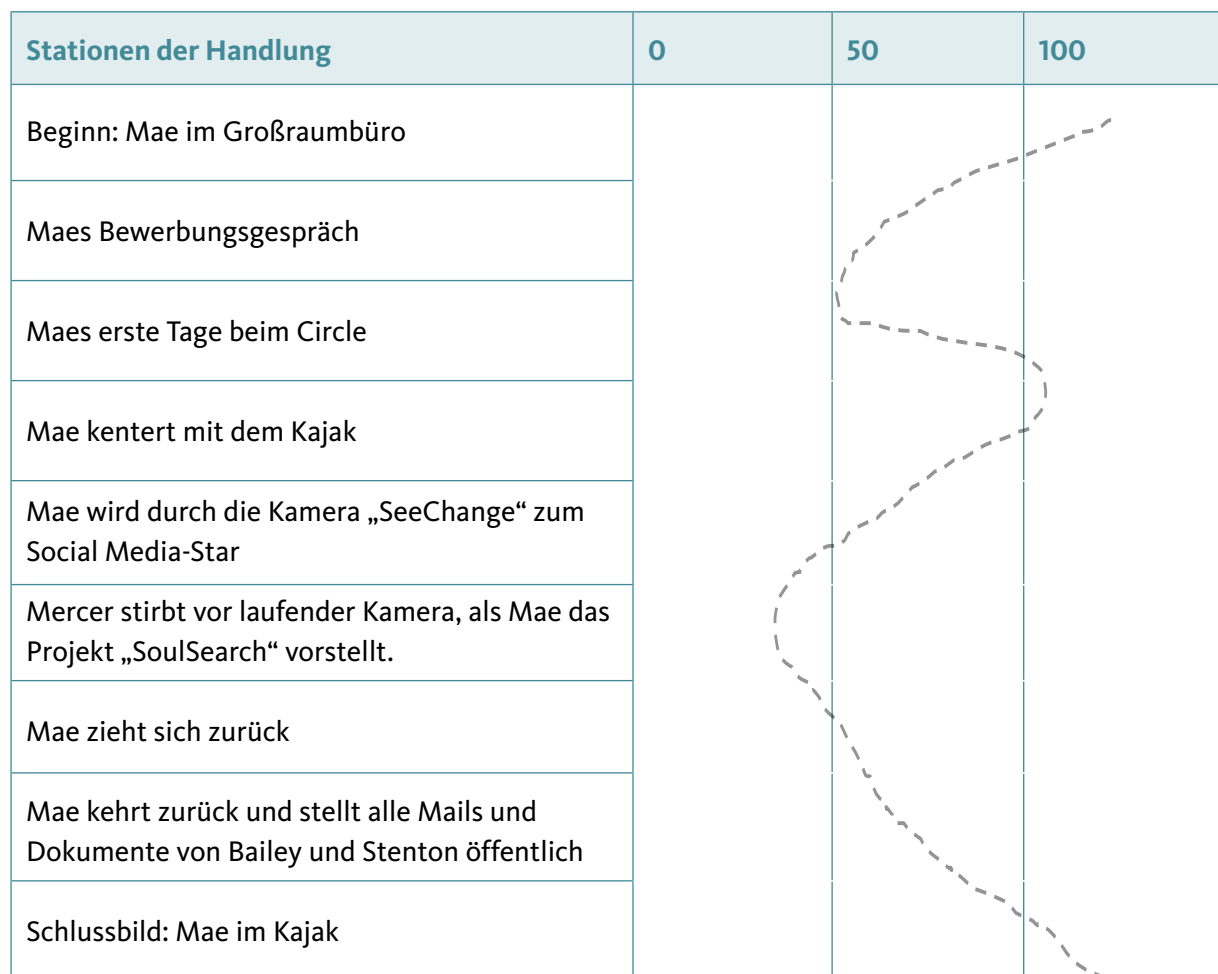 Stationen der Handlung 0 50 100
Beginn: Mae im Großraumbüro
Maes Bewerbungsgespräch
Maes erste Tage beim Circle
Mae kentert mit dem Kajak
Mae wird durch die Kamera „SeeChange“ zum
Social Media-Star
Mercer stirbt vor laufender Kamera, als Mae das
Projekt „SoulSearch“ vorstellt.
Mae zieht sich zurück
Mae kehrt zurück und stellt alle Mails und
Dokumente von Bailey und Stenton öffentlich
Schlussbild: Mae im Kajak